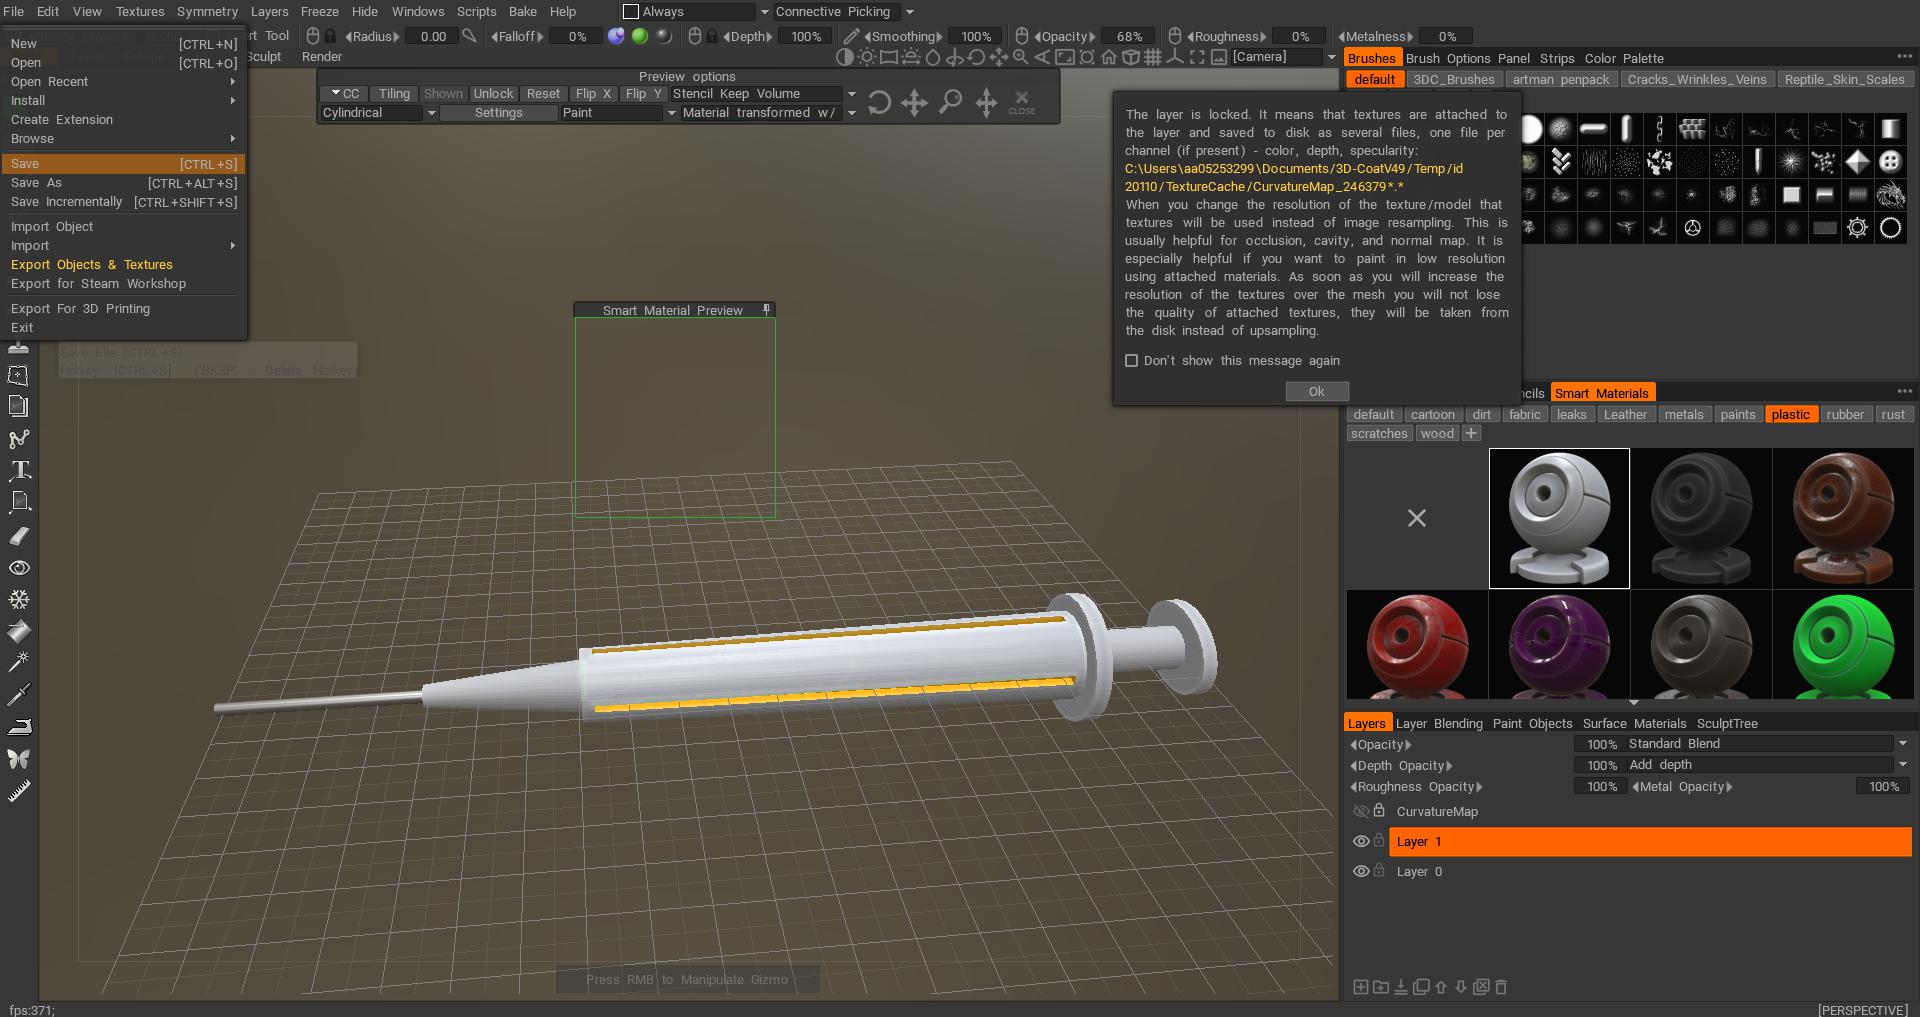 File Edit View Textures Symmetry Layers Freeze Hide Windows Scripts Bake Help Always Connective Picking
Tool Radius 0.00 Falloff 0% Depth 100% Smoothing 100% Opacity 68% Roughness 0% Metalness 0%
Render [Camera]
New [CTRL+N]
Open [CTRL+O]
Open Recent
Install
Create Extension
Browse
Save [CTRL+S]
Save As [CTRL+ALT+S]
Save Incrementally [CTRL+SHIFT+S]
Import Object
Import
Export Objects & Textures
Export for Steam Workshop
Export For 3D Printing
Exit
Save File (CTRL+S)
Hotkey: [CTRL+S] ('BKSP' - Delete Hotkey
Preview options
CC Tiling Shown Unlock Reset Flip X Flip Y Stencil Keep Volume
Cylindrical Settings Paint Material transformed w/ CLOSE
Smart Material Preview
The layer is locked. It means that textures are attached to
the layer and saved to disk as several files, one file per
channel (if present) - color, depth, specularity:
C:\Users\aa05253299\Documents/3D-CoatV49/Temp/id
20110/TextureCache/CurvatureMap_246379*.*
When you change the resolution of the texture/model that
textures will be used instead of image resampling. This is
usually helpful for occlusion, cavity, and normal map. It is
especially helpful if you want to paint in low resolution
using attached materials. As soon as you will increase the
resolution of the textures over the mesh you will not lose
the quality of attached textures, they will be taken from
the disk instead of upsampling.
Don't show this message again
Ok
Brushes Brush Options Panel Strips Color Palette
default 3DC_Brushes artman penpack Cracks_Wrinkles_Veins Reptile_Skin_Scales
Smart Materials
default cartoon dirt fabric leaks Leather metals paints plastic rubber rust
scratches wood +
Layers Layer Blending Paint Objects Surface Materials SculptTree
Opacity 100% Standard Blend
Depth Opacity 100% Add depth
Roughness Opacity 100% Metal Opacity 100%
CurvatureMap
Layer 1
Layer 0
Press RMB to Manipulate Gizmo
fps:371; [PERSPECTIVE]